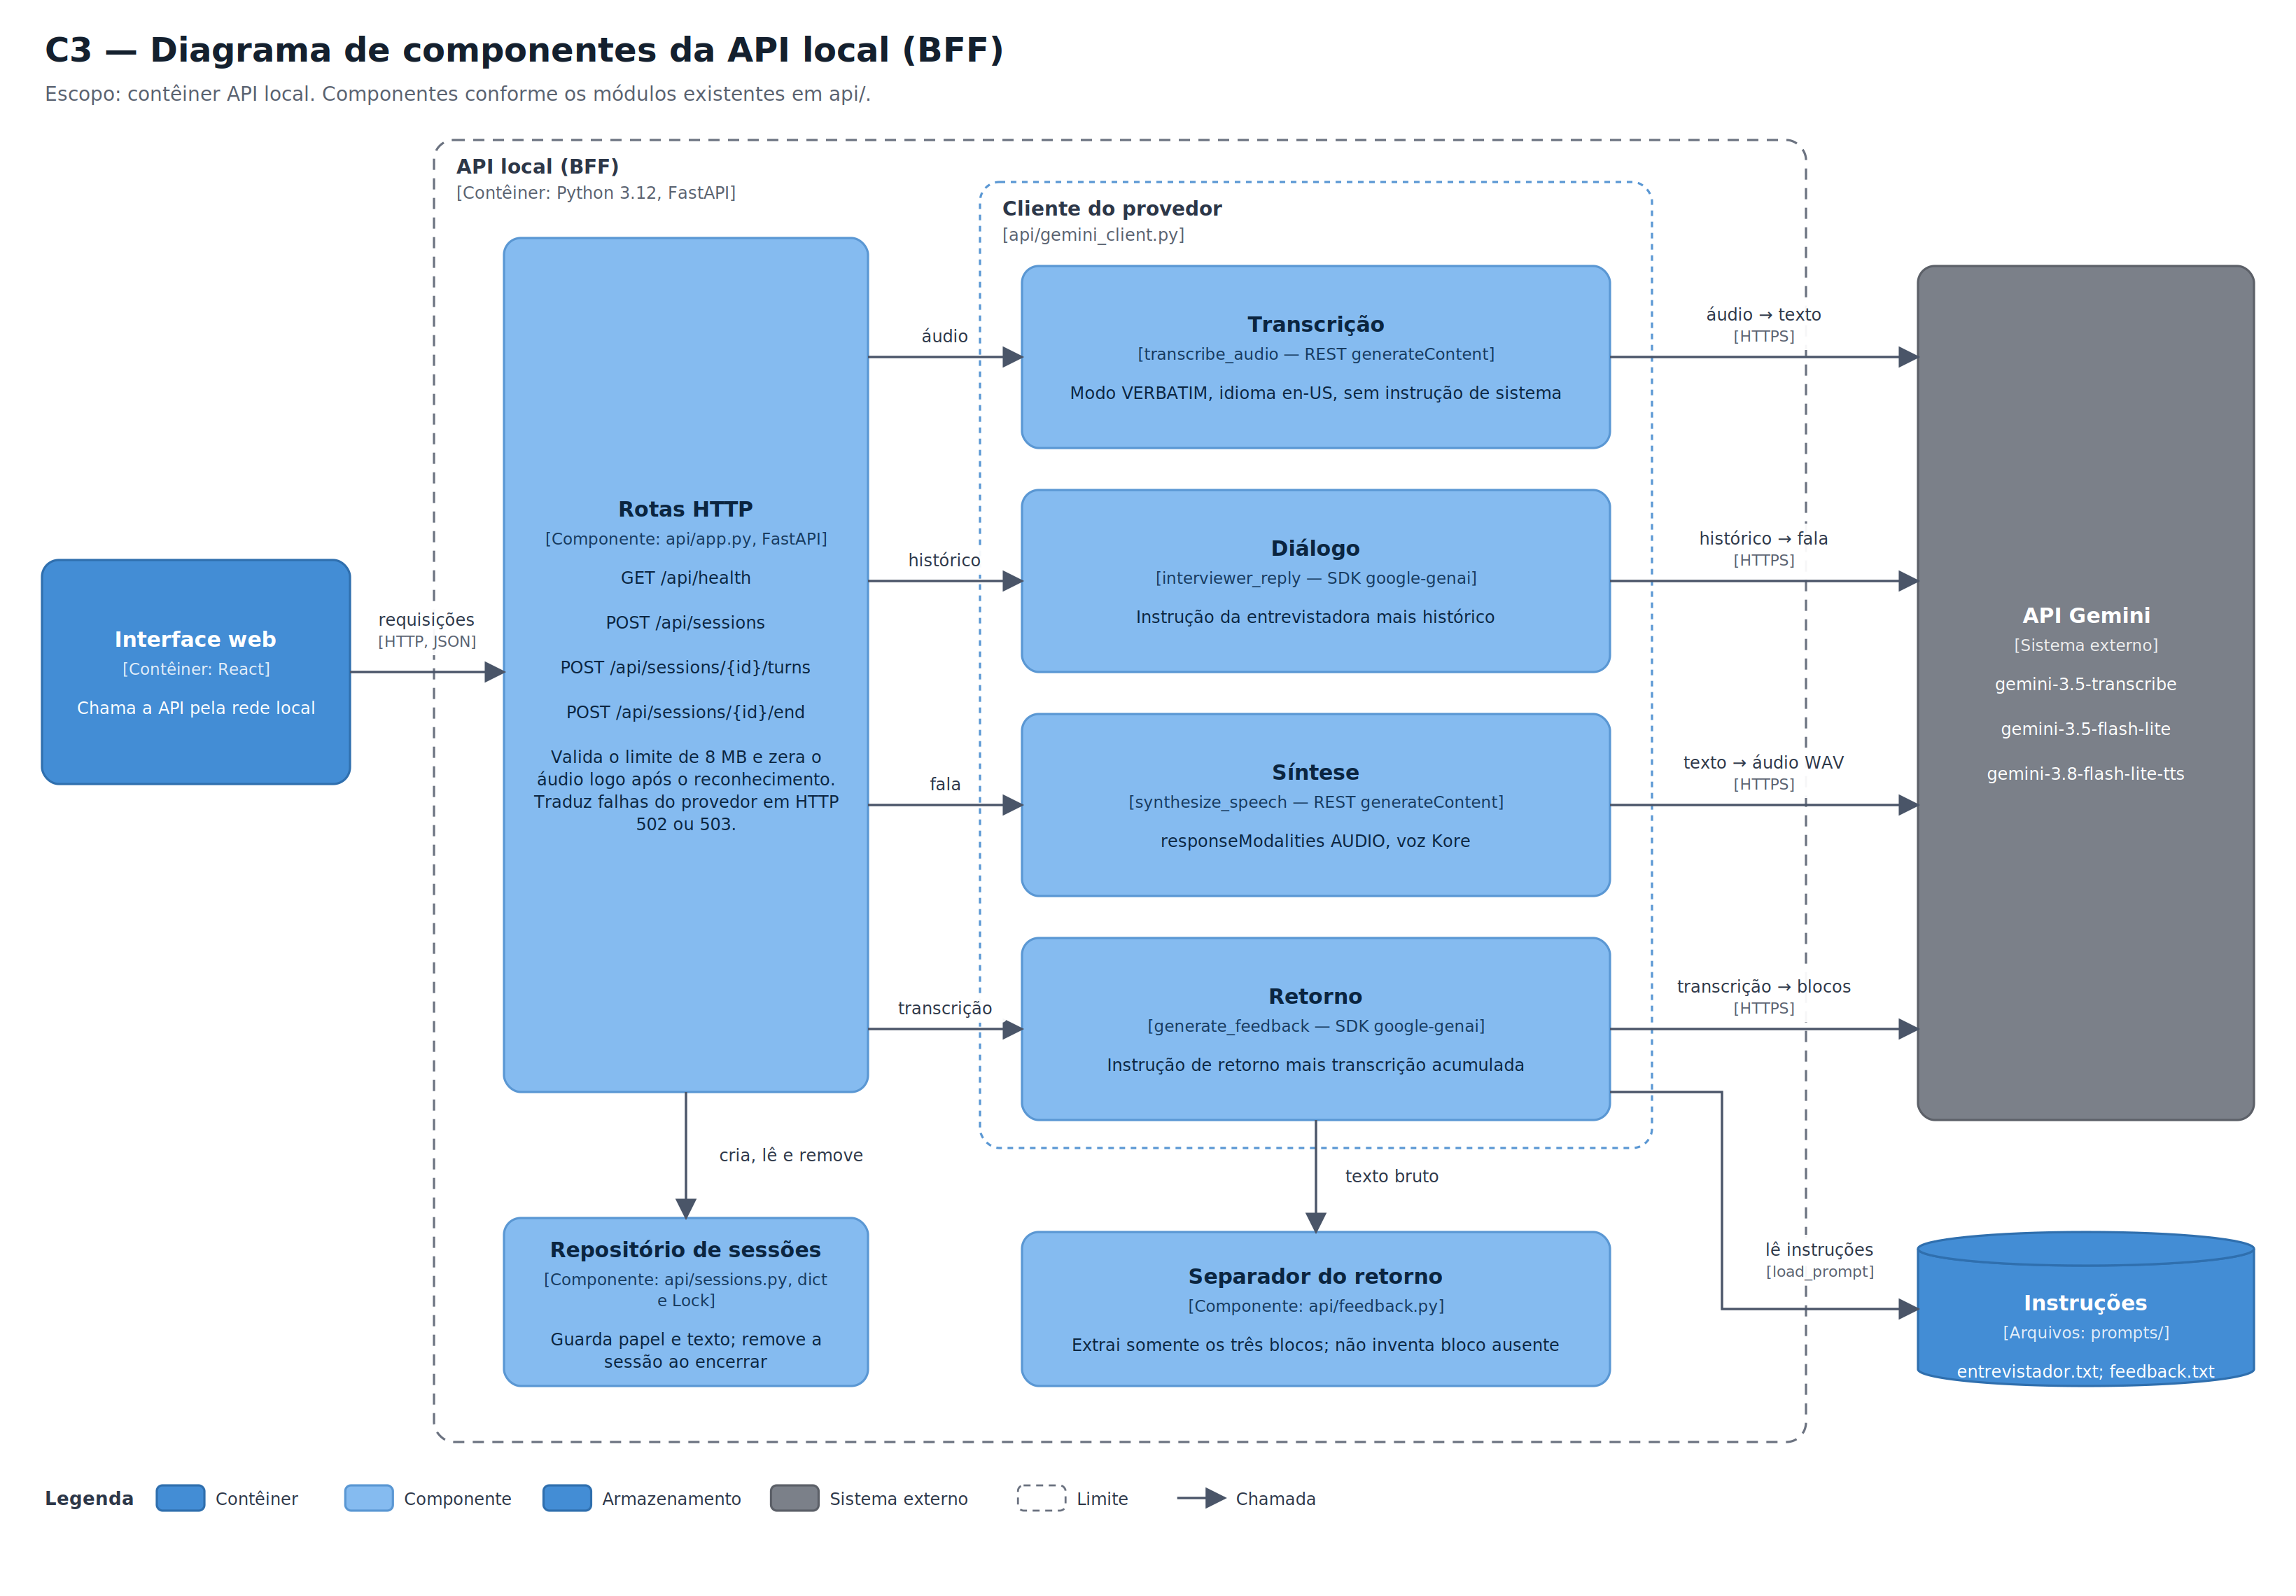 C3 — Diagrama de componentes da API local (BFF)
Escopo: contêiner API local. Componentes conforme os módulos existentes em api/.
API local (BFF)
[Contêiner: Python 3.12, FastAPI]
Cliente do provedor
[api/gemini_client.py]
Interface web
[Contêiner: React]
Chama a API pela rede local
requisições
[HTTP, JSON]
Rotas HTTP
[Componente: api/app.py, FastAPI]
GET /api/health
POST /api/sessions
POST /api/sessions/{id}/turns
POST /api/sessions/{id}/end
Valida o limite de 8 MB e zera o
áudio logo após o reconhecimento.
Traduz falhas do provedor em HTTP
502 ou 503.
áudio
Transcrição
[transcribe_audio — REST generateContent]
Modo VERBATIM, idioma en-US, sem instrução de sistema
áudio → texto
[HTTPS]
histórico
Diálogo
[interviewer_reply — SDK google-genai]
Instrução da entrevistadora mais histórico
histórico → fala
[HTTPS]
fala
Síntese
[synthesize_speech — REST generateContent]
responseModalities AUDIO, voz Kore
texto → áudio WAV
[HTTPS]
transcrição
Retorno
[generate_feedback — SDK google-genai]
Instrução de retorno mais transcrição acumulada
transcrição → blocos
[HTTPS]
API Gemini
[Sistema externo]
gemini-3.5-transcribe
gemini-3.5-flash-lite
gemini-3.8-flash-lite-tts
cria, lê e remove
texto bruto
lê instruções
[load_prompt]
Repositório de sessões
[Componente: api/sessions.py, dict
e Lock]
Guarda papel e texto; remove a
sessão ao encerrar
Separador do retorno
[Componente: api/feedback.py]
Extrai somente os três blocos; não inventa bloco ausente
Instruções
[Arquivos: prompts/]
entrevistador.txt; feedback.txt
Legenda
Contêiner
Componente
Armazenamento
Sistema externo
Limite
Chamada